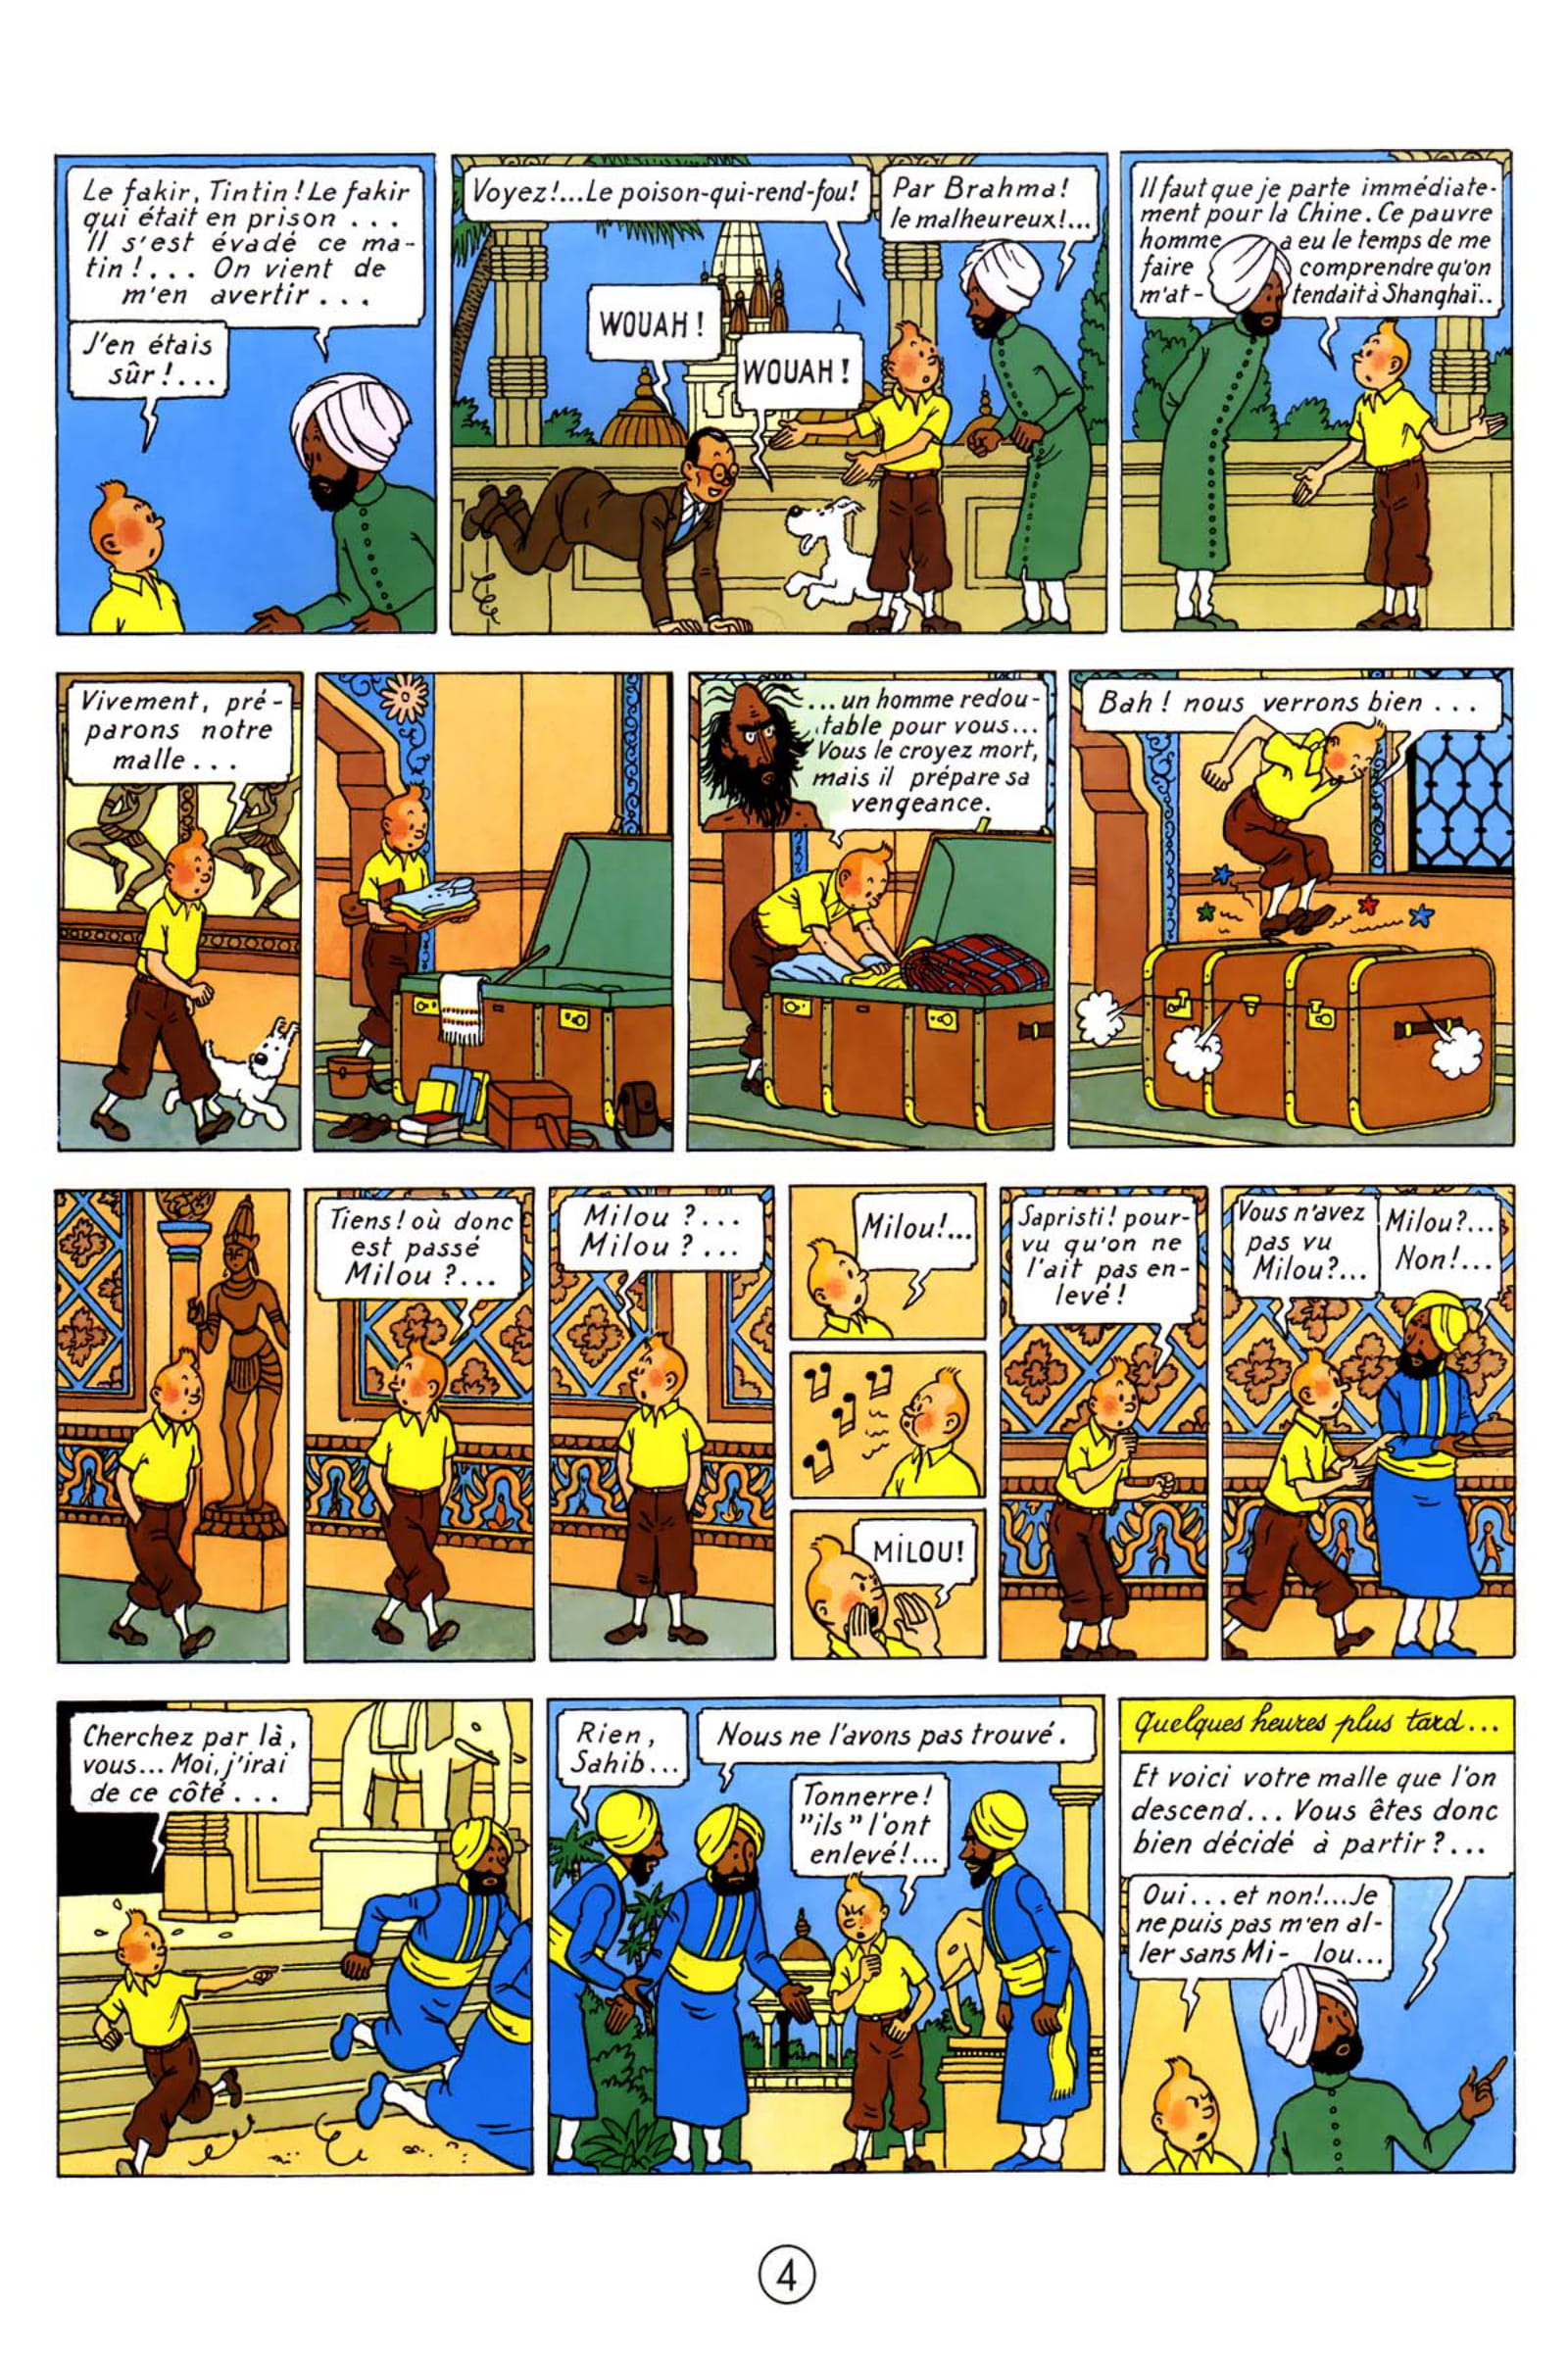 Le fakir, Tintin! Le fakir
qui était en prison . . .
Il s'est évadé ce ma-
tin!... On vient de
m'en avertir . . .
J'en étais
sûr!...
Voyez!...Le poison-qui-rend-fou!
Par Brahma!
le malheureux!...
WOUAH!
WOUAH!
Il faut que je parte immédiate-
ment pour la Chine. Ce pauvre
homme a eu le temps de me
faire comprendre qu'on
m'at- tendait à Shanghaï..
Vivement, pré-
parons notre
malle...
...un homme redou-
table pour vous...
Vous le croyez mort,
mais il prépare sa
vengeance.
Bah! nous verrons bien ...
Tiens! où donc
est passé
Milou ?...
Milou ?...
Milou ?...
Milou!...
MILOU!
Sapristi! pour-
vu qu'on ne
l'ait pas en-
levé!
Vous n'avez
pas vu
Milou?...
Milou?...
Non!...
Cherchez par là,
vous... Moi, j'irai
de ce côté ...
Rien,
Sahib...
Nous ne l'avons pas trouvé.
Tonnerre!
"ils" l'ont
enlevé!...
Quelques heures plus tard...
Et voici votre malle que l'on
descend... Vous êtes donc
bien décidé à partir?...
Oui...et non!...Je
ne puis pas m'en al-
ler sans Mi- lou...
4